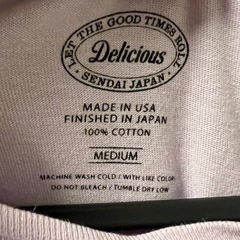 LET THE GOOD TIMES ROLL
Delicious
• SENDAI JAPAN •
MADE IN USA
FINISHED IN JAPAN
100% COTTON
MEDIUM
MACHINE WASH COLD / WITH LIKE COLOR
DO NOT BLEACH / TUMBLE DRY LOW